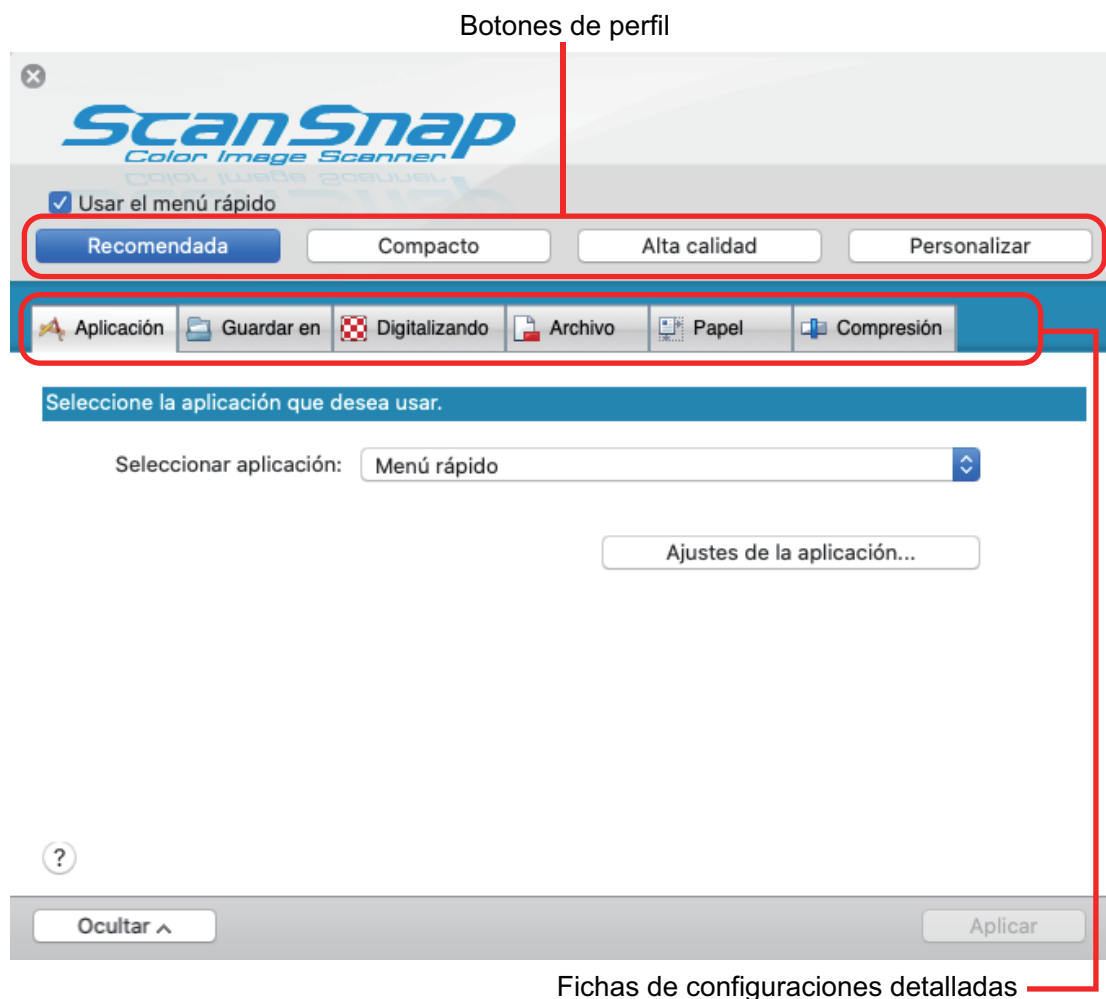 Botones de perfil
ScanSnap
Color Image Scanner
Usar el menú rápido
Recomendada Compacto Alta calidad Personalizar
Aplicación Guardar en Digitalizando Archivo Papel Compresión
Seleccione la aplicación que desea usar.
Seleccionar aplicación: Menú rápido
Ajustes de la aplicación...
?
Ocultar Aplicar
Fichas de configuraciones detalladas